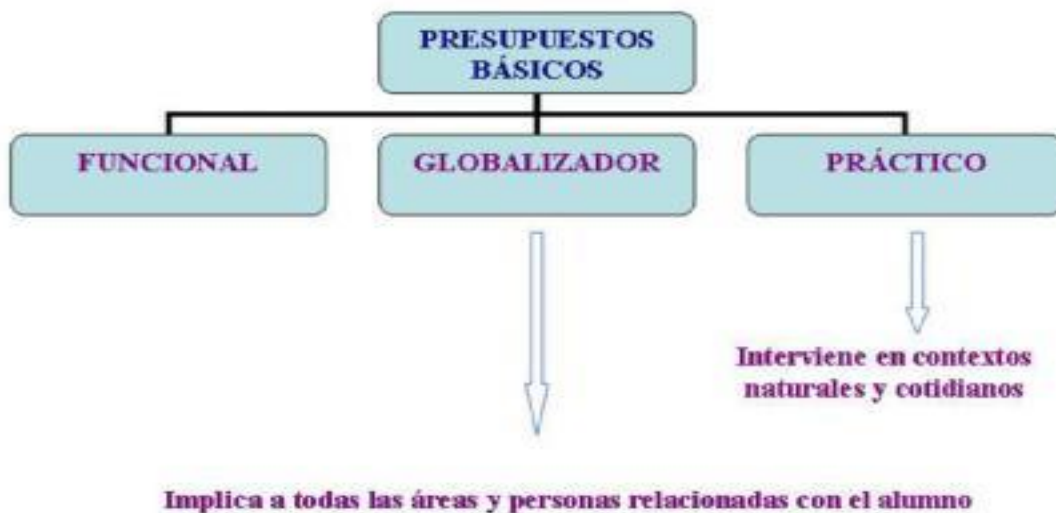 PRESUPUESTOS
BÁSICOS
FUNCIONAL
GLOBALIZADOR
PRÁCTICO
Interviene en contextos
naturales y cotidianos
Implica a todas las áreas y personas relacionadas con el alumno